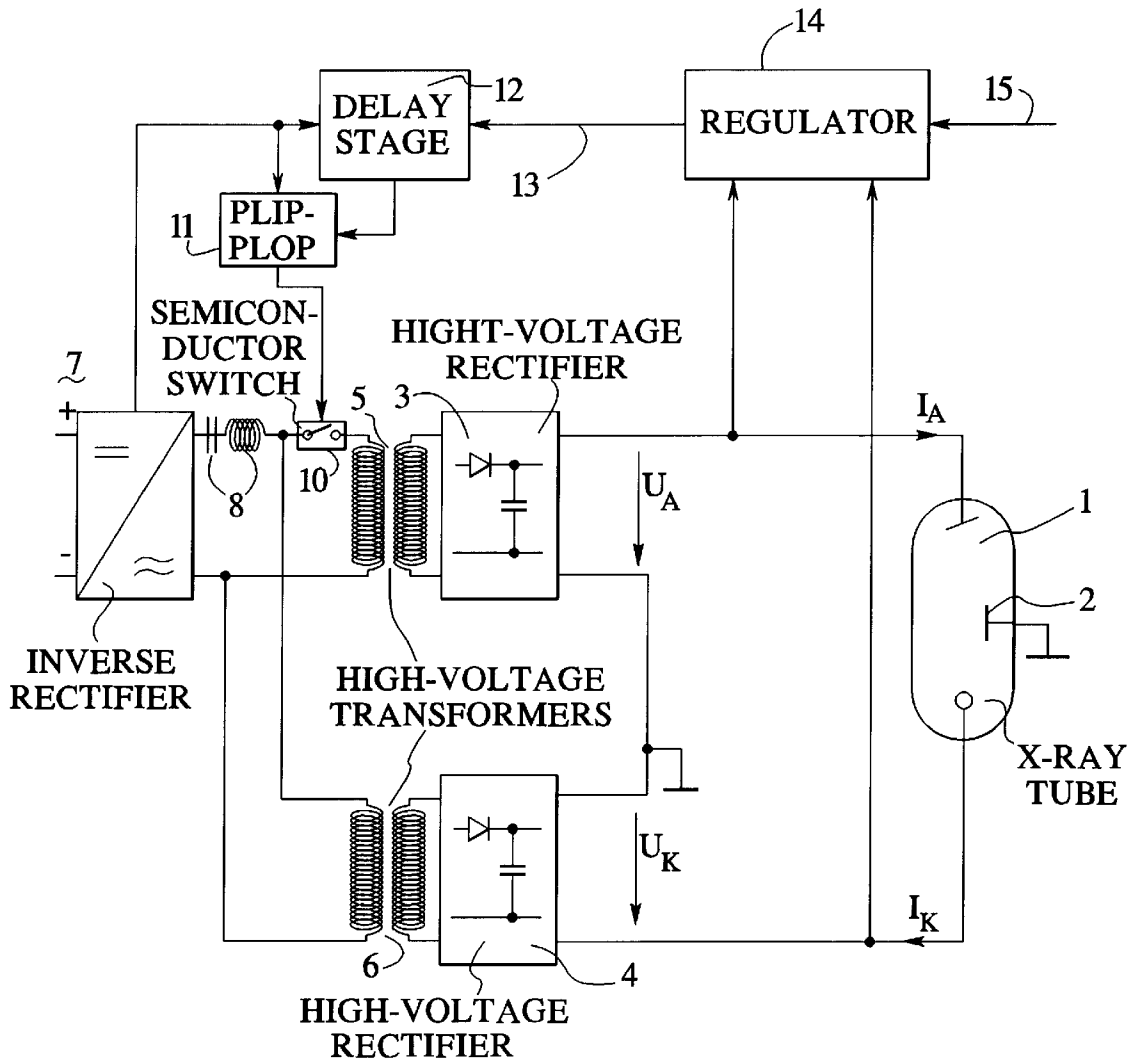 14
12
DELAY
STAGE
REGULATOR
15
13
11
PLIP-
PLOP
SEMICON-
DUCTOR
SWITCH
HIGHT-VOLTAGE
RECTIFIER
7
5
3
I_A
+
8
10
U_A
1
-
2
INVERSE
RECTIFIER
HIGH-VOLTAGE
TRANSFORMERS
X-RAY
TUBE
U_K
I_K
6
4
HIGH-VOLTAGE
RECTIFIER